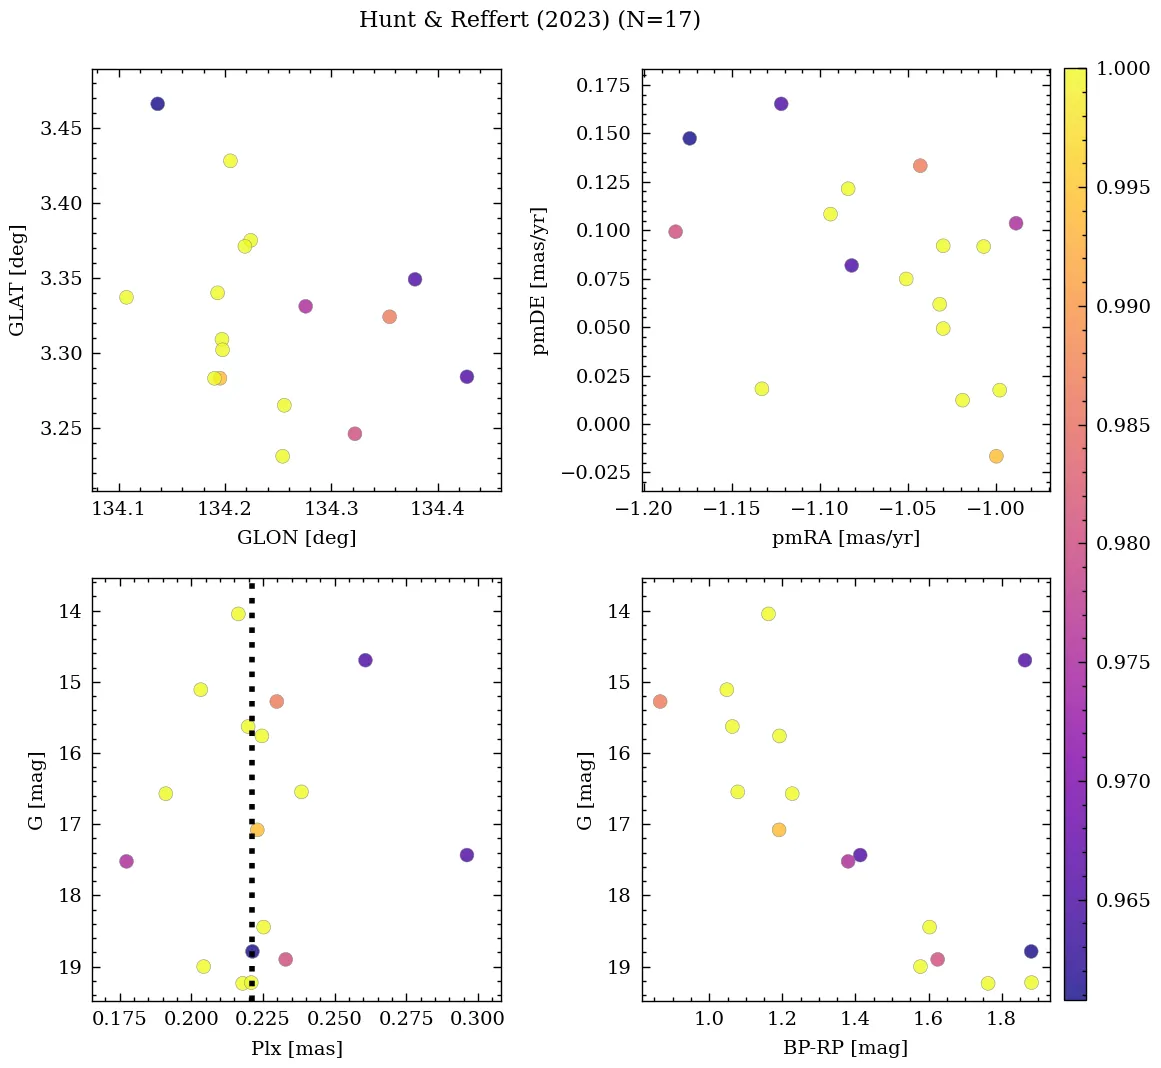 Hunt & Reffert (2023) (N=17)
3.45
3.40
3.35
3.30
3.25
GLAT [deg]
134.1 134.2 134.3 134.4
GLON [deg]
0.175
0.150
0.125
0.100
0.075
0.050
0.025
0.000
−0.025
pmDE [mas/yr]
−1.20 −1.15 −1.10 −1.05 −1.00
pmRA [mas/yr]
14
15
16
17
18
19
G [mag]
0.175 0.200 0.225 0.250 0.275 0.300
Plx [mas]
14
15
16
17
18
19
G [mag]
1.0 1.2 1.4 1.6 1.8
BP-RP [mag]
1.000
0.995
0.990
0.985
0.980
0.975
0.970
0.965